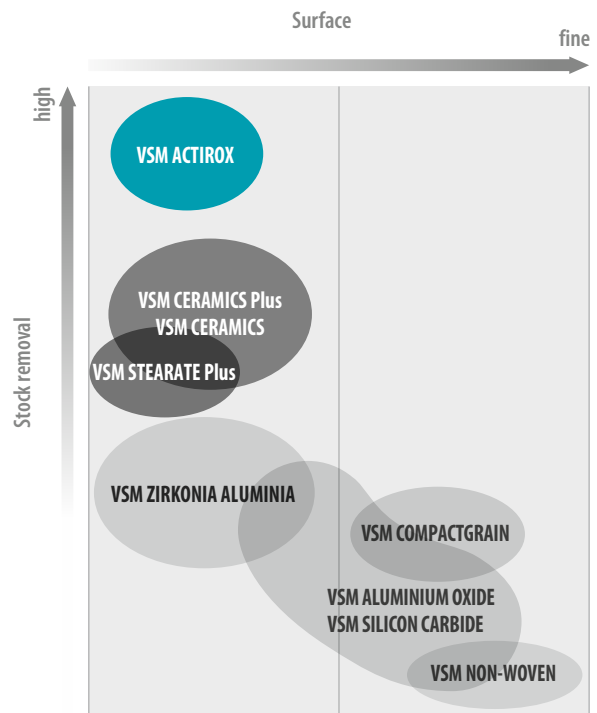 Surface
fine
high
Stock removal
VSM ACTIROX
VSM CERAMICS Plus
VSM CERAMICS
VSM STEARATE Plus
VSM ZIRKONIA ALUMINIA
VSM COMPACTGRAIN
VSM ALUMINIUM OXIDE
VSM SILICON CARBIDE
VSM NON-WOVEN